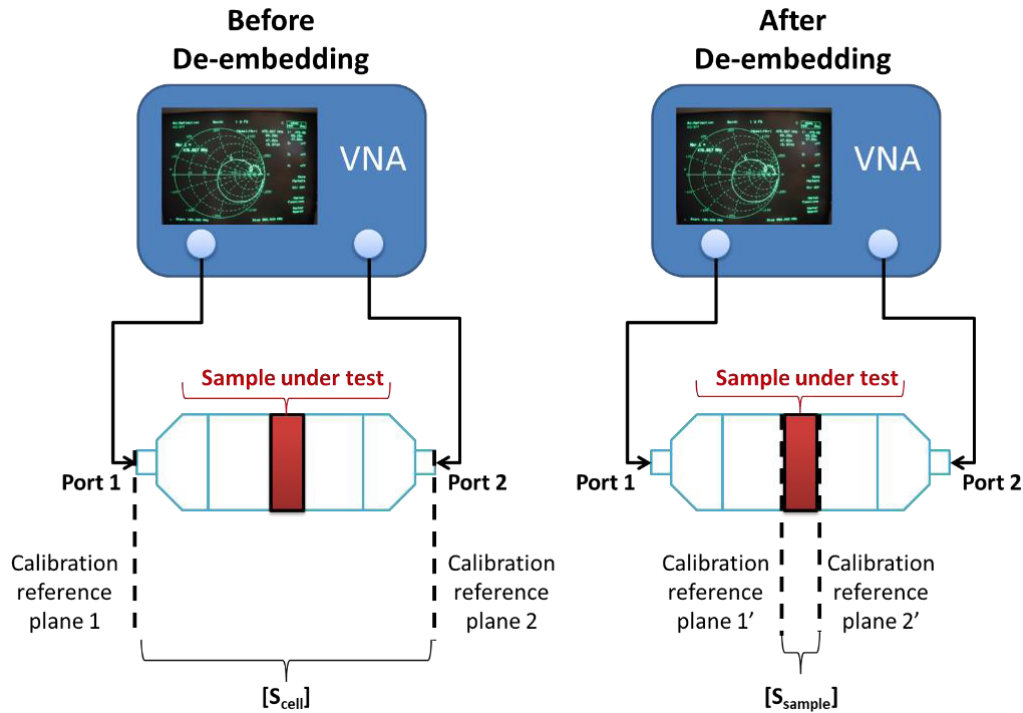 Before
De-embedding
VNA
Sample under test
Port 1
Port 2
Calibration
reference
plane 1
Calibration
reference
plane 2
[Scell]
After
De-embedding
VNA
Sample under test
Port 1
Port 2
Calibration
reference
plane 1’
Calibration
reference
plane 2’
[Ssample]